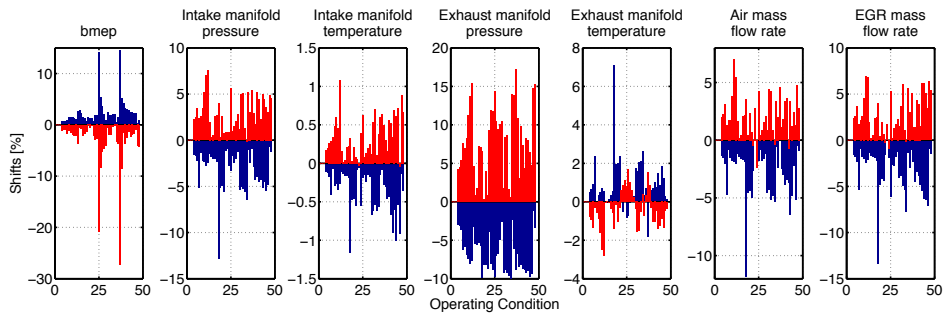 bmep
Intake manifold
pressure
Intake manifold
temperature
Exhaust manifold
pressure
Exhaust manifold
temperature
Air mass
flow rate
EGR mass
flow rate
Shifts [%]
10
0
−10
−20
−30
0 25 50
10
5
0
−5
−10
−15
0 25 50
1.5
1
0.5
0
−0.5
−1
−1.5
0 25 50
20
15
10
5
0
−5
−10
0 25 50
8
6
4
2
0
−2
−4
0 25 50
5
0
−5
−10
0 25 50
10
5
0
−5
−10
−15
0 25 50
Operating Condition